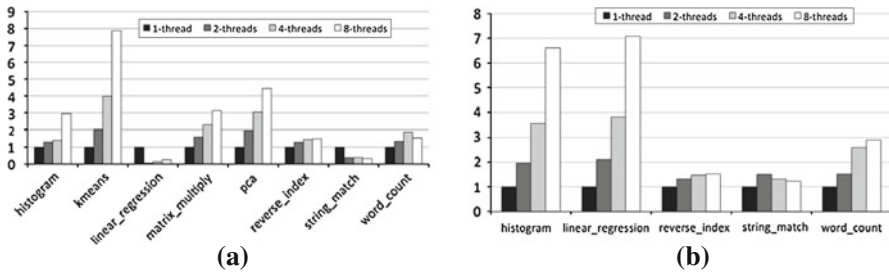 9
8
7
6
5
4
3
2
1
0
1-thread 2-threads 4-threads 8-threads
histogram
kmeans
linear_regression
matrix_multiply
pca
reverse_index
string_match
word_count
(a)
8
7
6
5
4
3
2
1
0
1-thread 2-threads 4-threads 8-threads
histogram linear_regression reverse_index string_match word_count
(b)